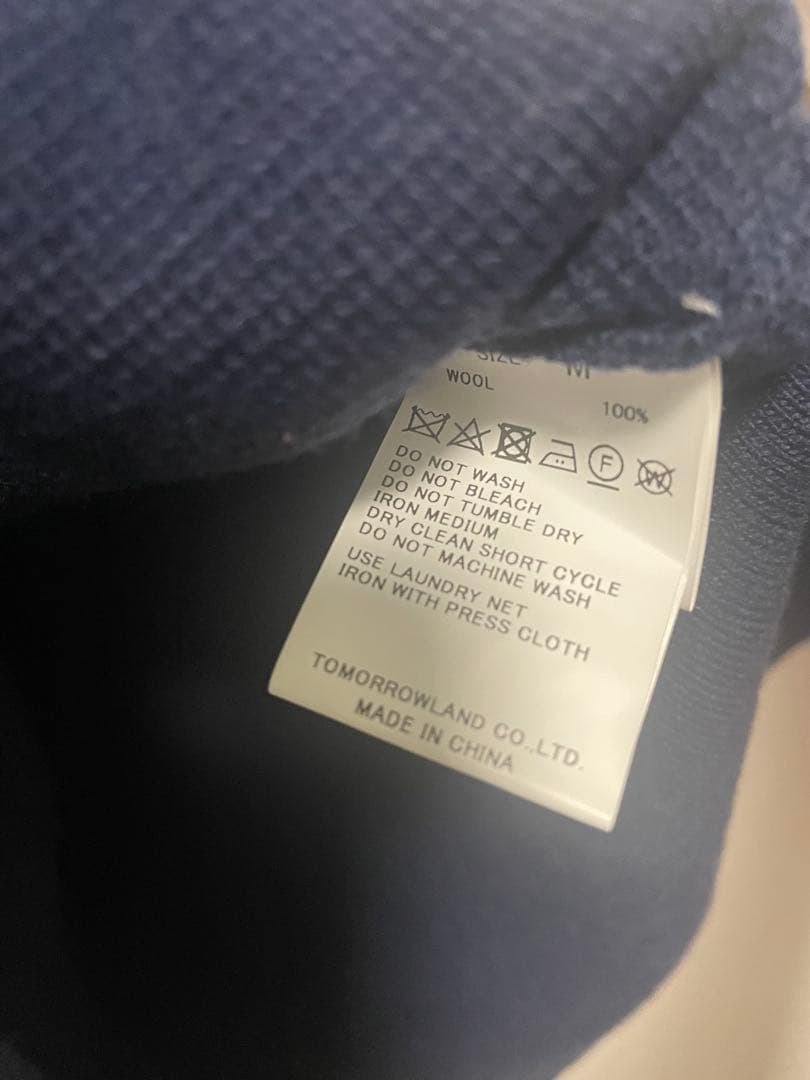 SIZE M
WOOL
100%
F W
DO NOT WASH
DO NOT BLEACH
DO NOT TUMBLE DRY
IRON MEDIUM
DRY CLEAN SHORT CYCLE
DO NOT MACHINE WASH
USE LAUNDRY NET
IRON WITH PRESS CLOTH
TOMORROWLAND CO.,LTD.
MADE IN CHINA